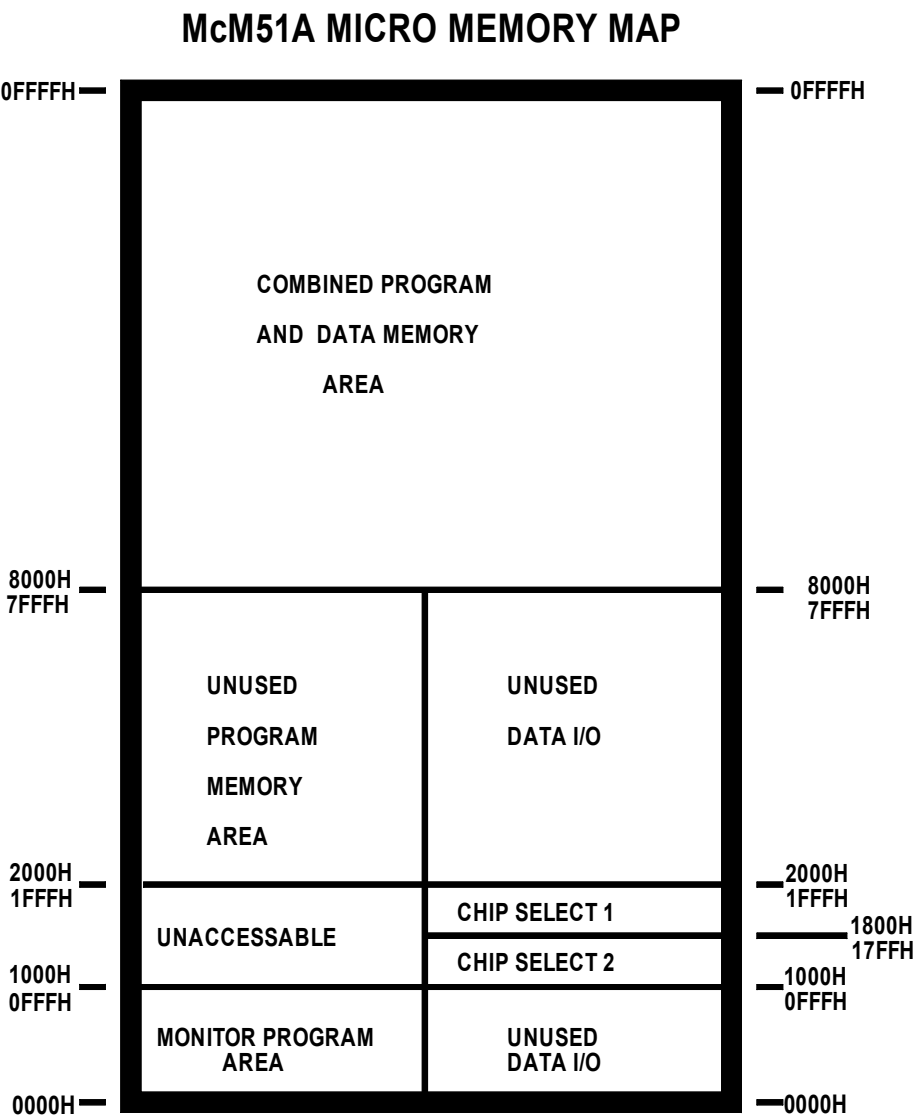 McM51A MICRO MEMORY MAP
0FFFFH
0FFFFH
COMBINED PROGRAM
AND DATA MEMORY
AREA
8000H
7FFFH
8000H
7FFFH
UNUSED
PROGRAM
MEMORY
AREA
UNUSED
DATA I/O
2000H
1FFFH
2000H
1FFFH
UNACCESSABLE
CHIP SELECT 1
1800H
17FFH
CHIP SELECT 2
1000H
0FFFH
1000H
0FFFH
MONITOR PROGRAM
AREA
UNUSED
DATA I/O
0000H
0000H